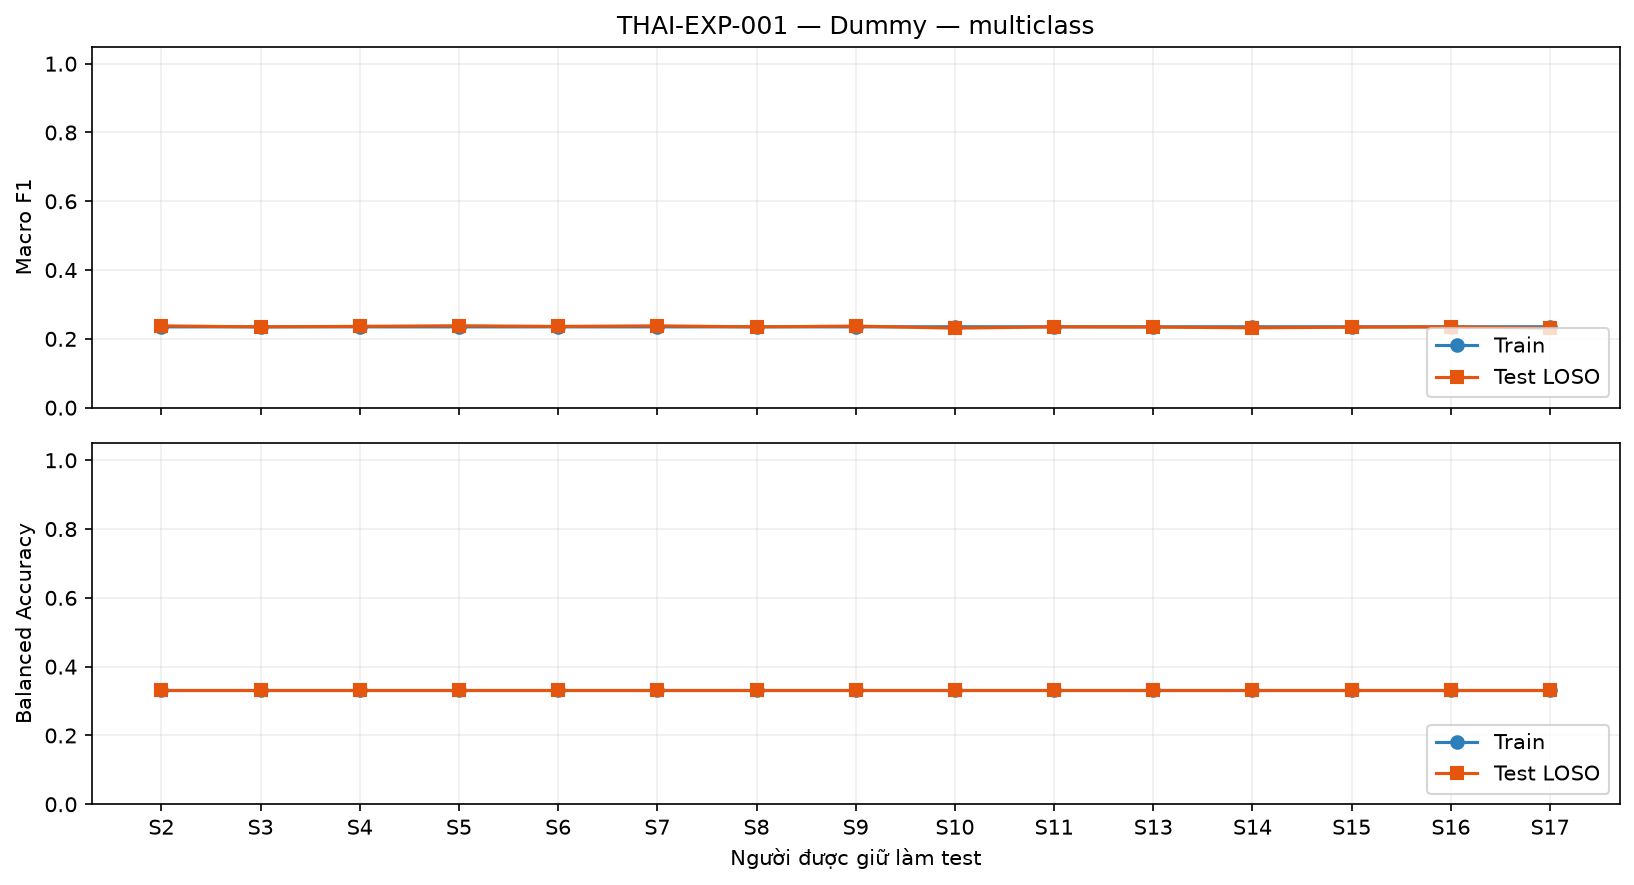 THAI-EXP-001 — Dummy — multiclass
Macro F1
1.0
0.8
0.6
0.4
0.2
0.0
Train
Test LOSO
Balanced Accuracy
1.0
0.8
0.6
0.4
0.2
0.0
Train
Test LOSO
S2 S3 S4 S5 S6 S7 S8 S9 S10 S11 S13 S14 S15 S16 S17
Người được giữ làm test